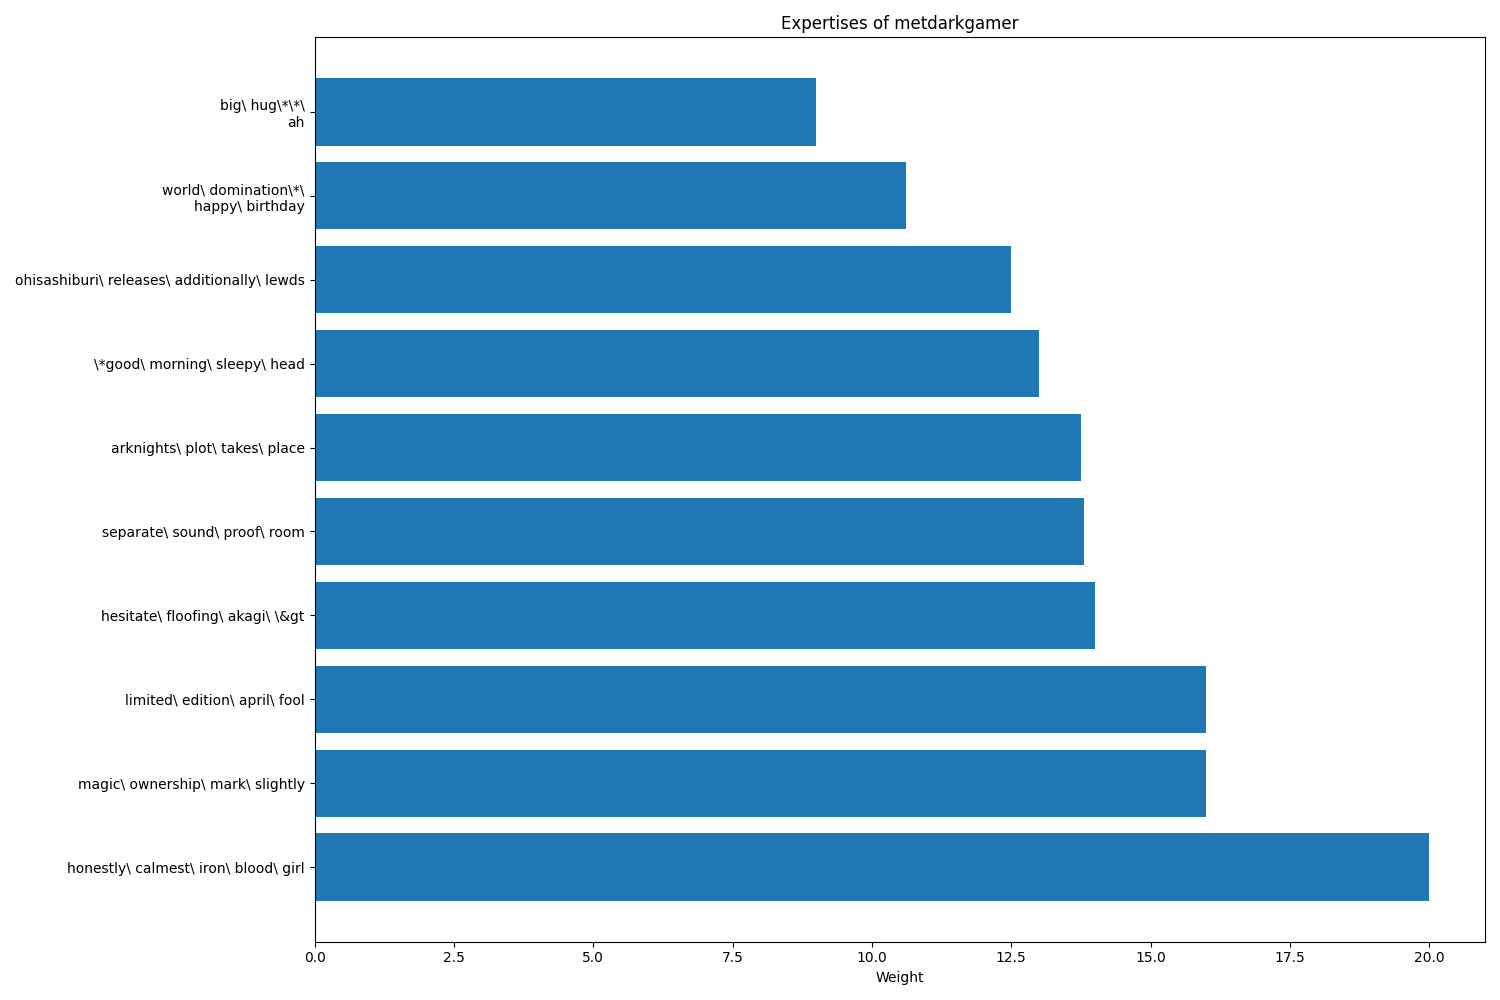 Expertises of metdarkgamer
big\ hug\*\*\
ah
world\ domination\*\
happy\ birthday
ohisashiburi\ releases\ additionally\ lewds
\*good\ morning\ sleepy\ head
arknights\ plot\ takes\ place
separate\ sound\ proof\ room
hesitate\ floofing\ akagi\ \&gt
limited\ edition\ april\ fool
magic\ ownership\ mark\ slightly
honestly\ calmest\ iron\ blood\ girl
0.0 2.5 5.0 7.5 10.0 12.5 15.0 17.5 20.0
Weight